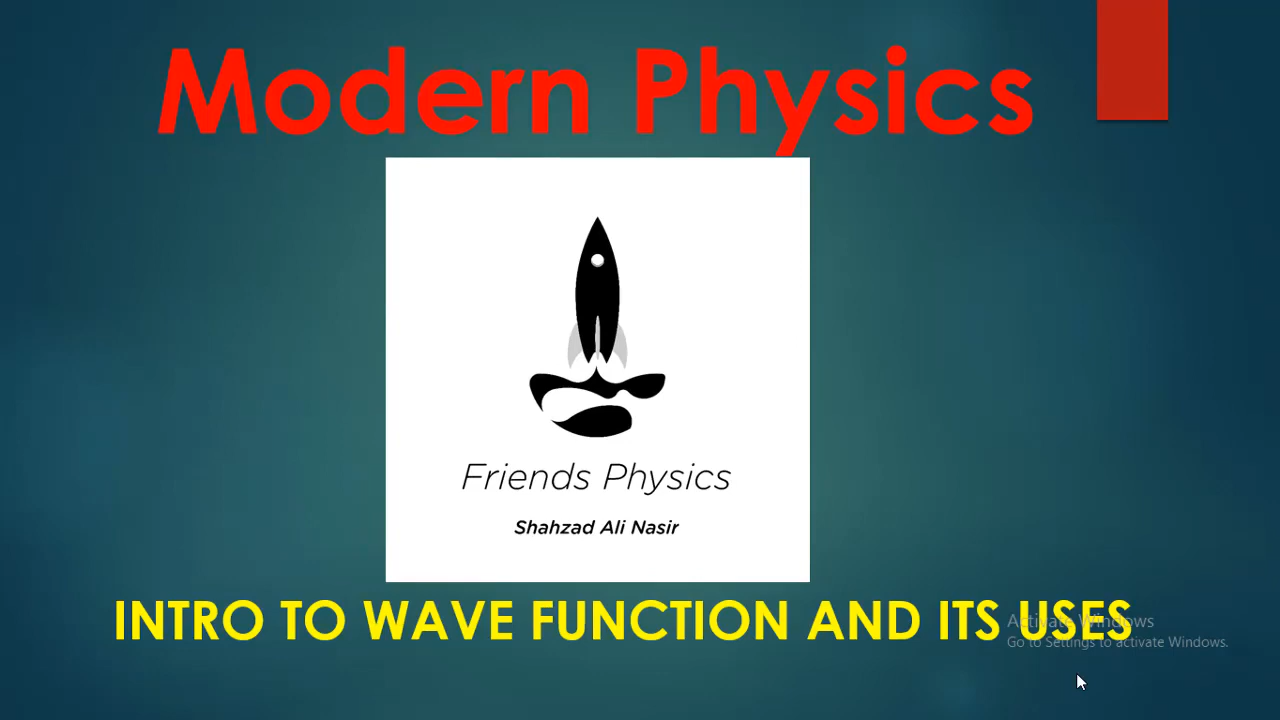 Modern Physics
Friends Physics
Shahzad Ali Nasir
INTRO TO WAVE FUNCTION AND ITS USES
Activate Windows
Go to Settings to activate Windows.